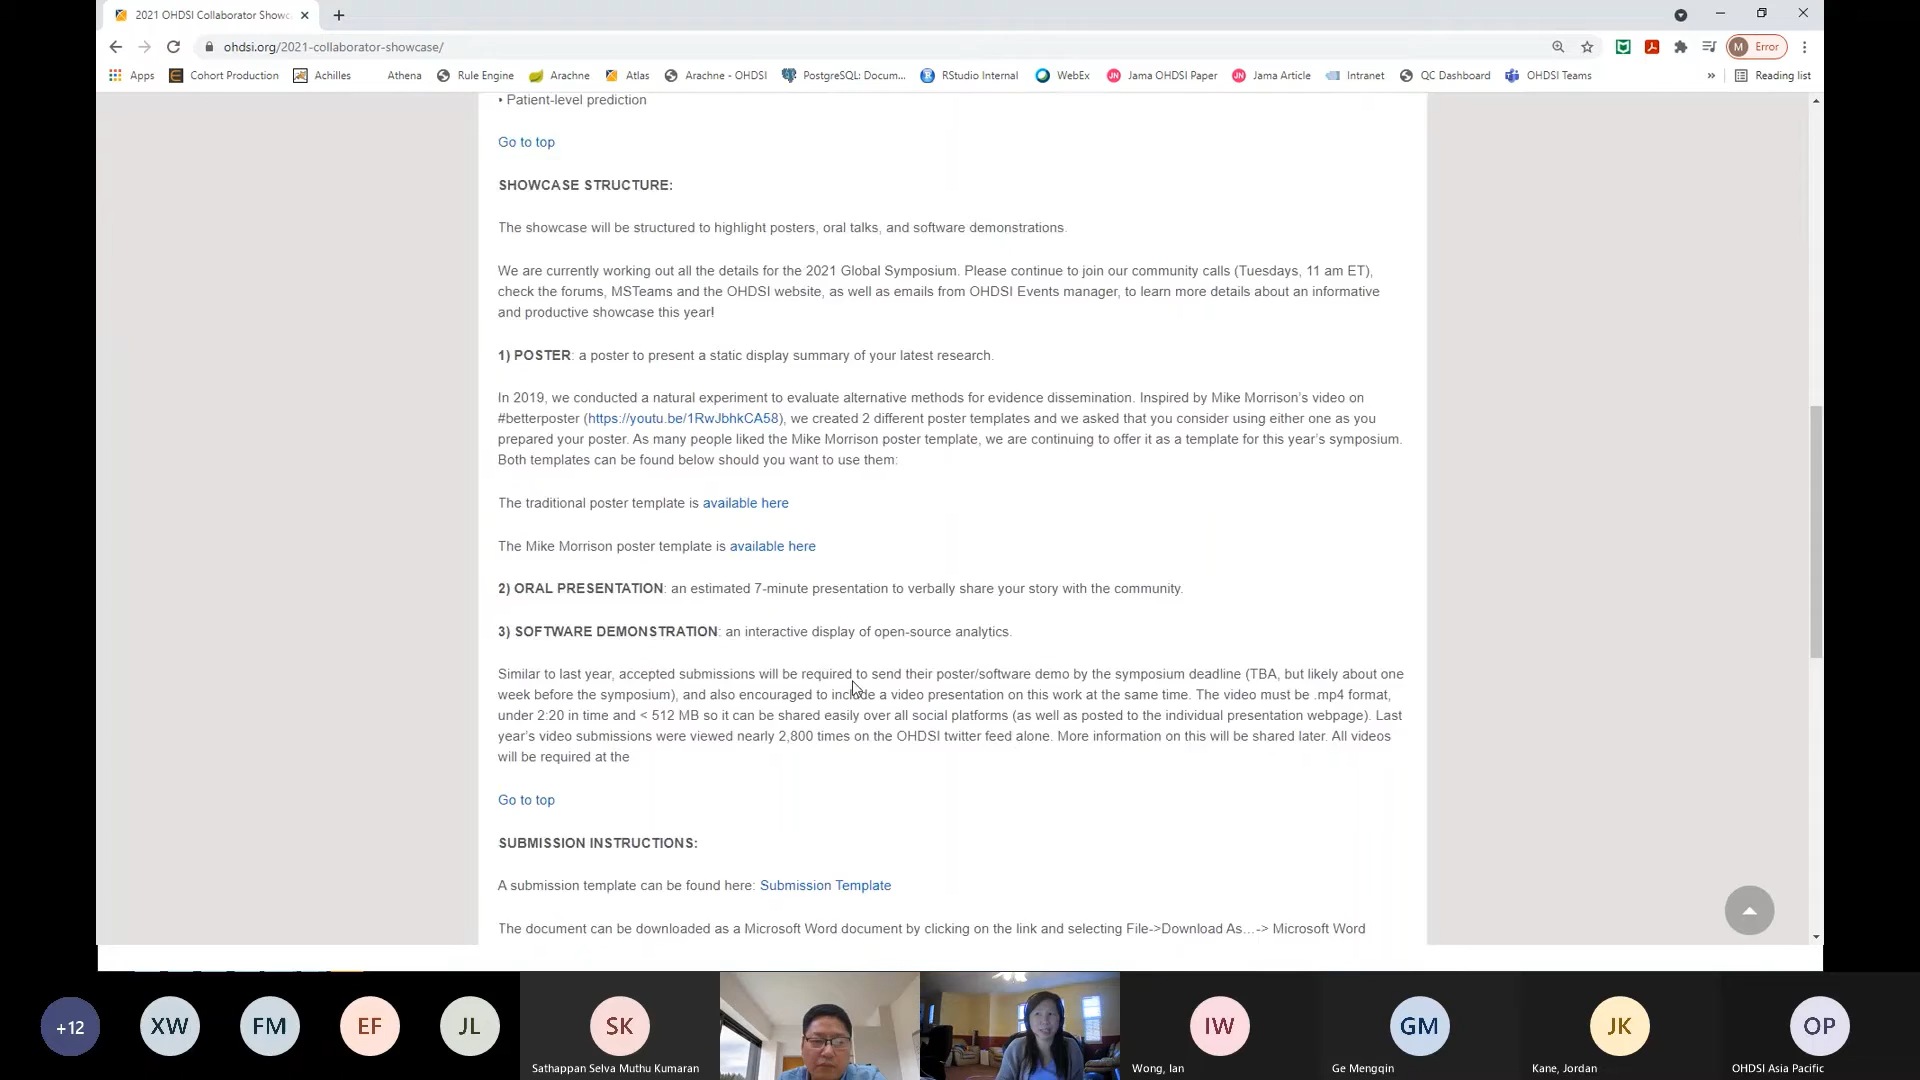 2021 OHDSI Collaborator Showc
ohdsi.org/2021-collaborator-showcase/
M Error
Apps Cohort Production Achilles Athena Rule Engine Arachne Atlas Arachne - OHDSI PostgreSQL: Docum... RStudio Internal WebEx JN Jama OHDSI Paper JN Jama Article Intranet QC Dashboard OHDSI Teams » Reading list
• Patient-level prediction
Go to top
SHOWCASE STRUCTURE:
The showcase will be structured to highlight posters, oral talks, and software demonstrations.
We are currently working out all the details for the 2021 Global Symposium. Please continue to join our community calls (Tuesdays, 11 am ET),
check the forums, MSTeams and the OHDSI website, as well as emails from OHDSI Events manager, to learn more details about an informative
and productive showcase this year!
1) POSTER: a poster to present a static display summary of your latest research.
In 2019, we conducted a natural experiment to evaluate alternative methods for evidence dissemination. Inspired by Mike Morrison's video on
#betterposter (https://youtu.be/1RwJbhkCA58), we created 2 different poster templates and we asked that you consider using either one as you
prepared your poster. As many people liked the Mike Morrison poster template, we are continuing to offer it as a template for this year's symposium.
Both templates can be found below should you want to use them:
The traditional poster template is available here
The Mike Morrison poster template is available here
2) ORAL PRESENTATION: an estimated 7-minute presentation to verbally share your story with the community.
3) SOFTWARE DEMONSTRATION: an interactive display of open-source analytics.
Similar to last year, accepted submissions will be required to send their poster/software demo by the symposium deadline (TBA, but likely about one
week before the symposium), and also encouraged to include a video presentation on this work at the same time. The video must be .mp4 format,
under 2:20 in time and < 512 MB so it can be shared easily over all social platforms (as well as posted to the individual presentation webpage). Last
year's video submissions were viewed nearly 2,800 times on the OHDSI twitter feed alone. More information on this will be shared later. All videos
will be required at the
Go to top
SUBMISSION INSTRUCTIONS:
A submission template can be found here: Submission Template
The document can be downloaded as a Microsoft Word document by clicking on the link and selecting File->Download As...-> Microsoft Word
+12 XW FM EF JL SK IW GM JK OP
Sathappan Selva Muthu Kumaran Wong, Ian Ge Mengqin Kane, Jordan OHDSI Asia Pacific